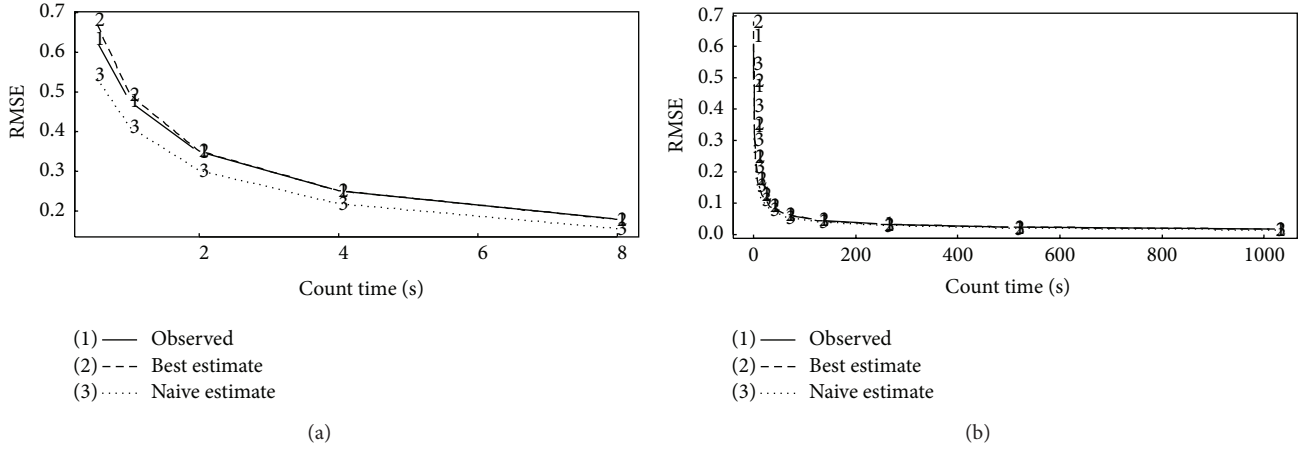 0.7
0.6
0.5
0.4
0.3
0.2
RMSE
2 4 6 8
Count time (s)
(1) Observed
(2) Best estimate
(3) Naive estimate
(a)
0.7
0.6
0.5
0.4
0.3
0.2
0.1
0.0
RMSE
0 200 400 600 800 1000
Count time (s)
(1) Observed
(2) Best estimate
(3) Naive estimate
(b)